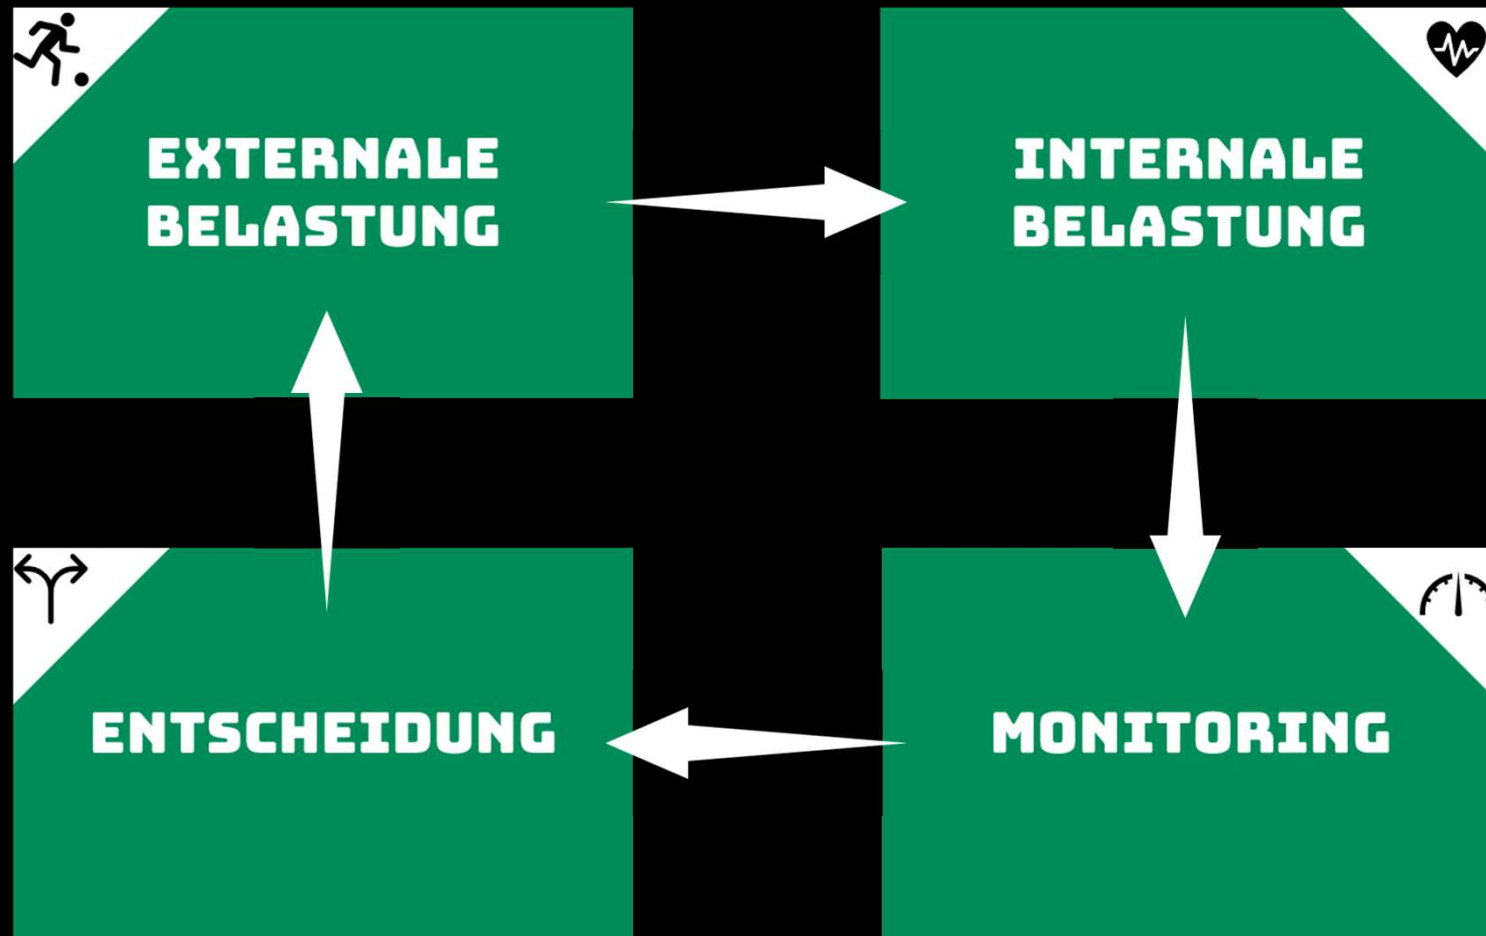 EXTERNALE
BELASTUNG
INTERNALE
BELASTUNG
ENTSCHEIDUNG
MONITORING